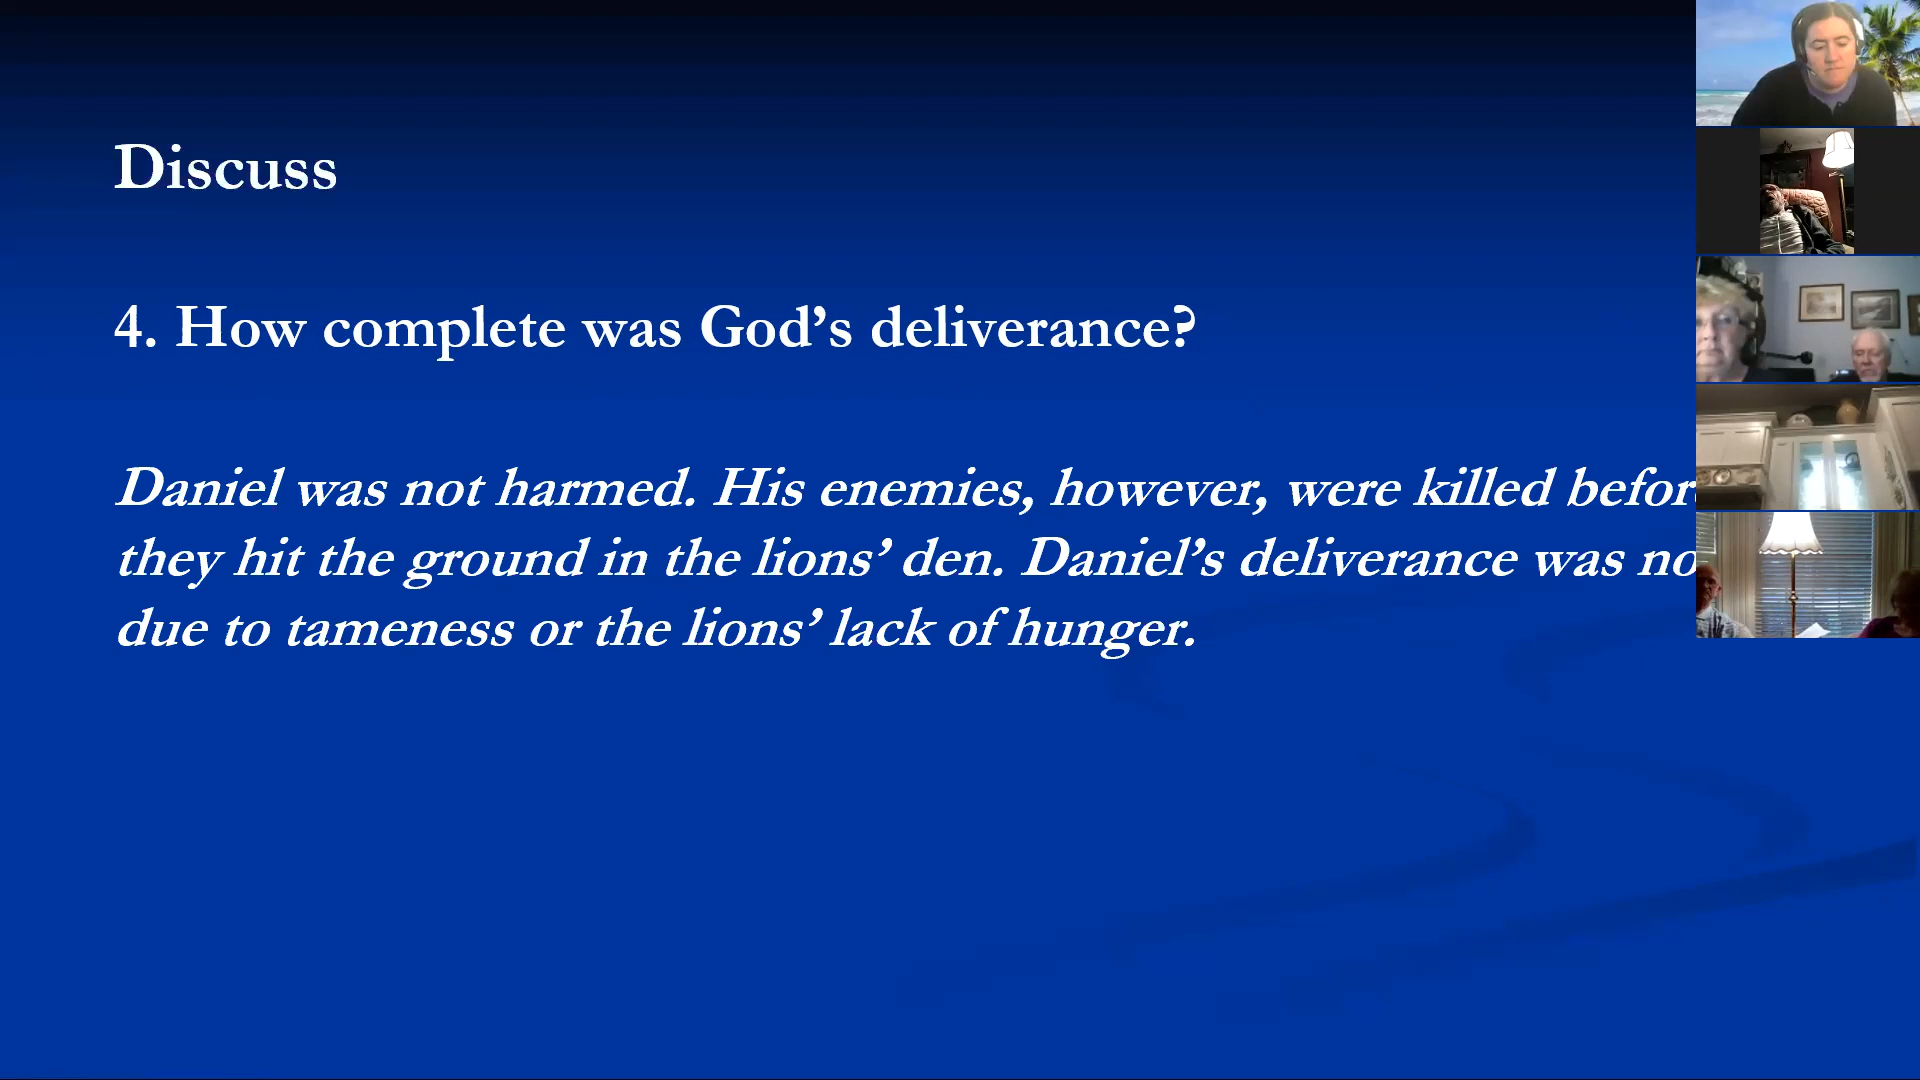 Discuss
4. How complete was God’s deliverance?
Daniel was not harmed. His enemies, however, were killed befor
they hit the ground in the lions’ den. Daniel’s deliverance was no
due to tameness or the lions’ lack of hunger.